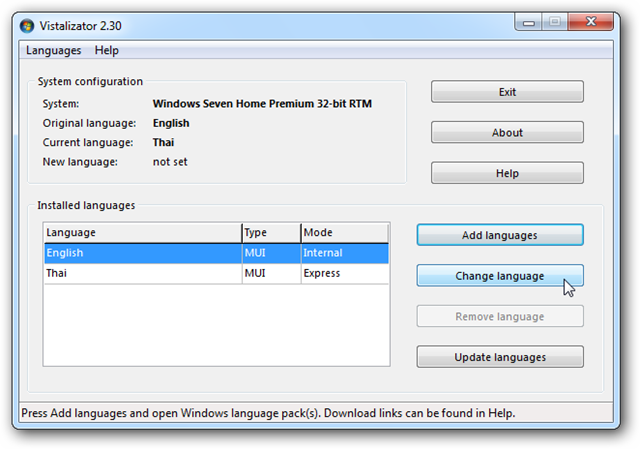 Vistalizator 2.30
Languages Help
System configuration
System: Windows Seven Home Premium 32-bit RTM
Original language: English
Current language: Thai
New language: not set
Exit
About
Help
Installed languages
Language Type Mode
English MUI Internal
Thai MUI Express
Add languages
Change language
Remove language
Update languages
Press Add languages and open Windows language pack(s). Download links can be found in Help.